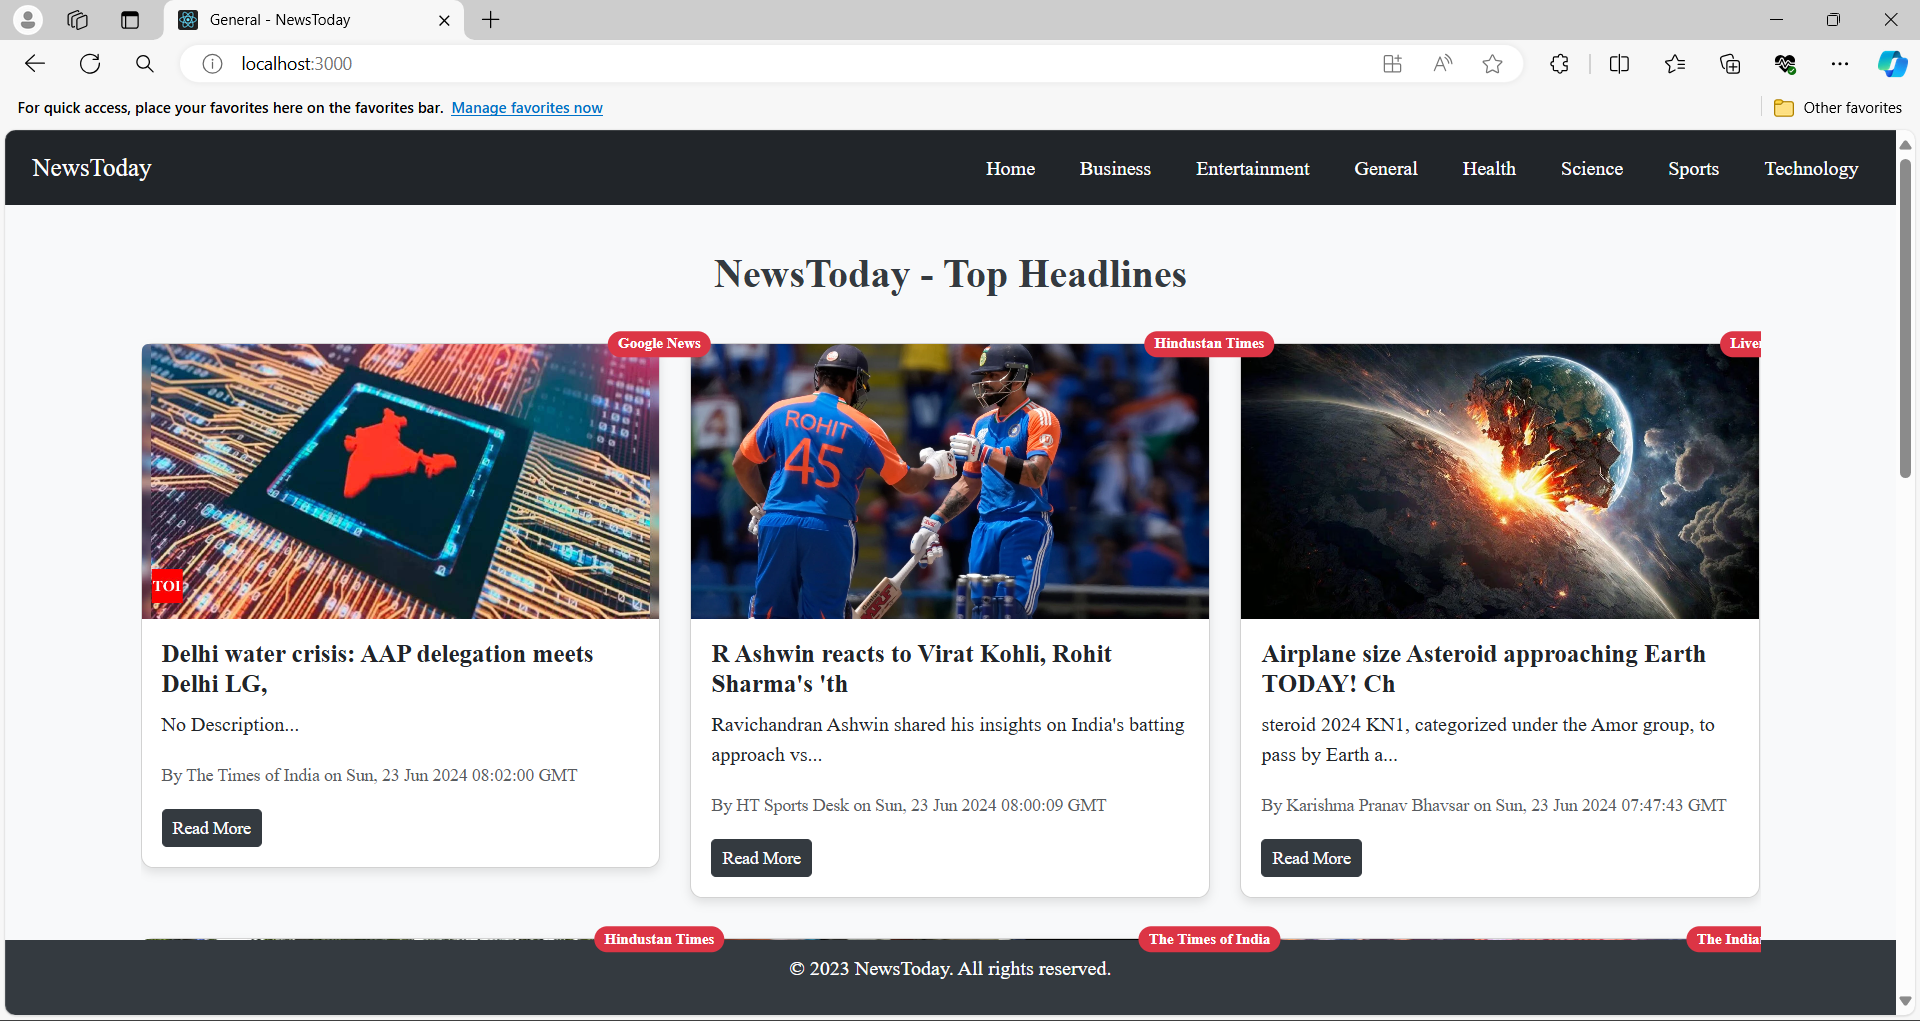 General - NewsToday
localhost:3000
For quick access, place your favorites here on the favorites bar. Manage favorites now
Other favorites
NewsToday
Home Business Entertainment General Health Science Sports Technology
NewsToday - Top Headlines
Google News
Hindustan Times
Liver
ROHIT
45
TOI
Delhi water crisis: AAP delegation meets
Delhi LG,
No Description...
By The Times of India on Sun, 23 Jun 2024 08:02:00 GMT
Read More
R Ashwin reacts to Virat Kohli, Rohit
Sharma's 'th
Ravichandran Ashwin shared his insights on India's batting
approach vs...
By HT Sports Desk on Sun, 23 Jun 2024 08:00:09 GMT
Read More
Airplane size Asteroid approaching Earth
TODAY! Ch
steroid 2024 KN1, categorized under the Amor group, to
pass by Earth a...
By Karishma Pranav Bhavsar on Sun, 23 Jun 2024 07:47:43 GMT
Read More
Hindustan Times
The Times of India
The India
© 2023 NewsToday. All rights reserved.